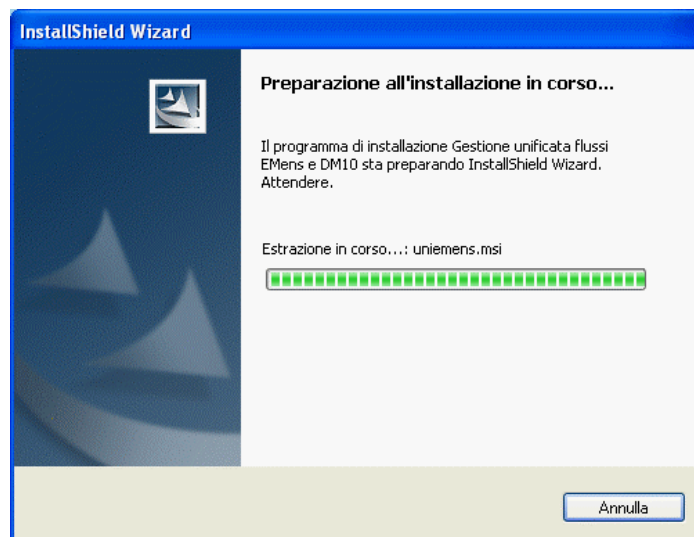 InstallShield Wizard
Preparazione all'installazione in corso...
Il programma di installazione Gestione unificata flussi
EMens e DM10 sta preparando InstallShield Wizard.
Attendere.
Estrazione in corso...: uniemens.msi
Annulla